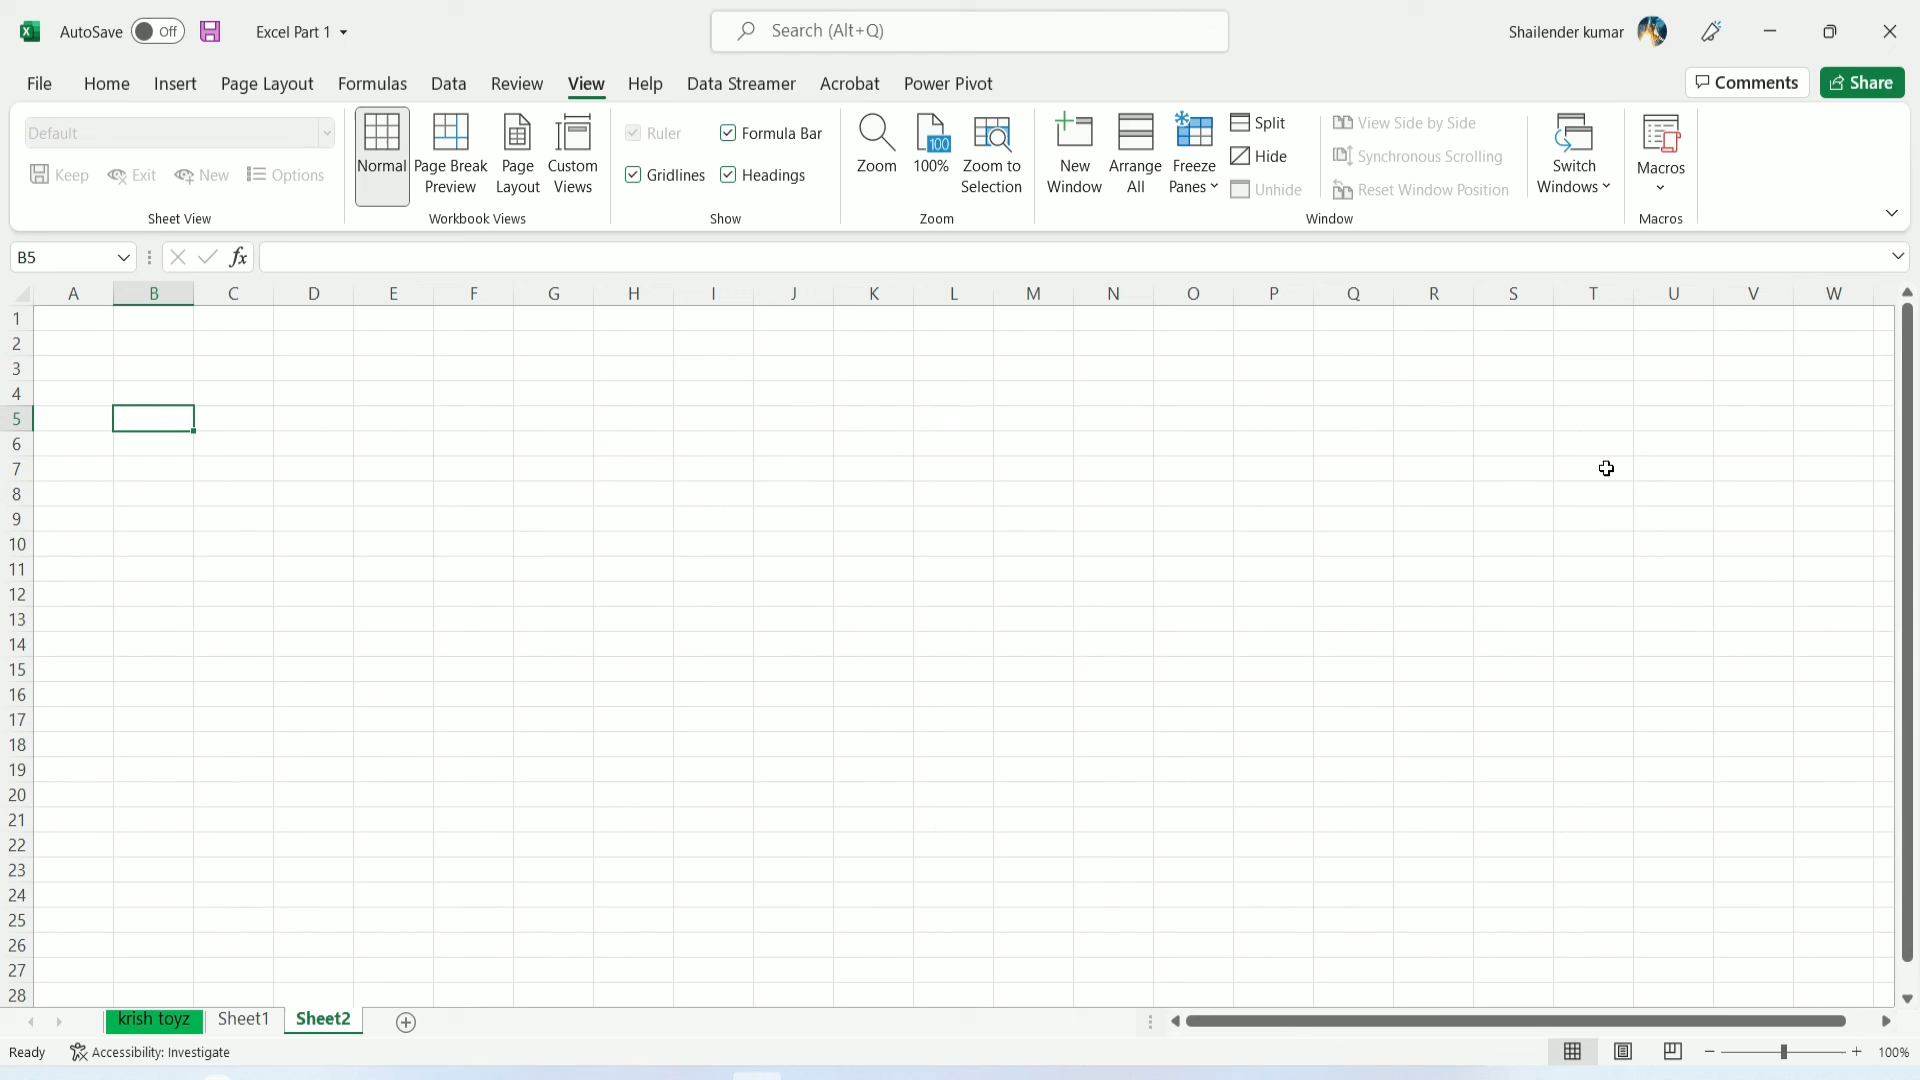 AutoSave Off Excel Part 1 Search (Alt+Q) Shailender kumar
File Home Insert Page Layout Formulas Data Review View Help Data Streamer Acrobat Power Pivot Comments Share
Default
Keep Exit New Options
Sheet View
Normal
Page Break
Preview
Page
Layout
Custom
Views
Workbook Views
Ruler Formula Bar
Gridlines Headings
Show
Zoom
100
100%
Zoom to
Selection
Zoom
New
Window
Arrange
All
Freeze
Panes
Split
Hide
Unhide
View Side by Side
Synchronous Scrolling
Reset Window Position
Switch
Windows
Window
Macros
Macros
B5 fx
A B C D E F G H I J K L M N O P Q R S T U V W
1
2
3
4
5
6
7
8
9
10
11
12
13
14
15
16
17
18
19
20
21
22
23
24
25
26
27
28
krish toyz Sheet1 Sheet2
Ready Accessibility: Investigate 100%